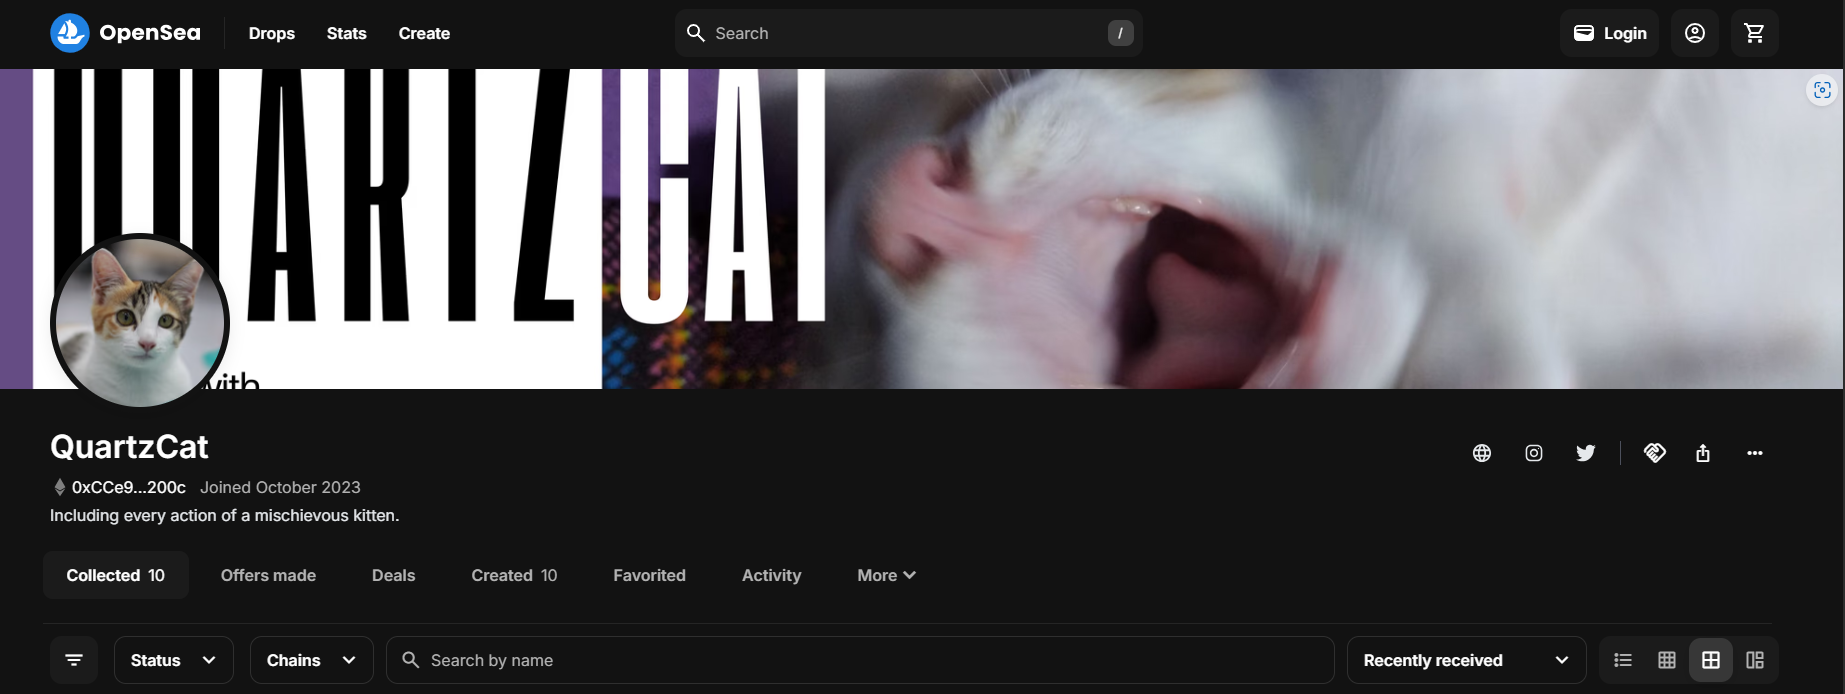 OpenSea
Drops Stats Create
Search /
Login
QUARTZ CAT
with
QuartzCat
0xCCe9...200c Joined October 2023
Including every action of a mischievous kitten.
Collected 10 Offers made Deals Created 10 Favorited Activity More
Status Chains Search by name Recently received